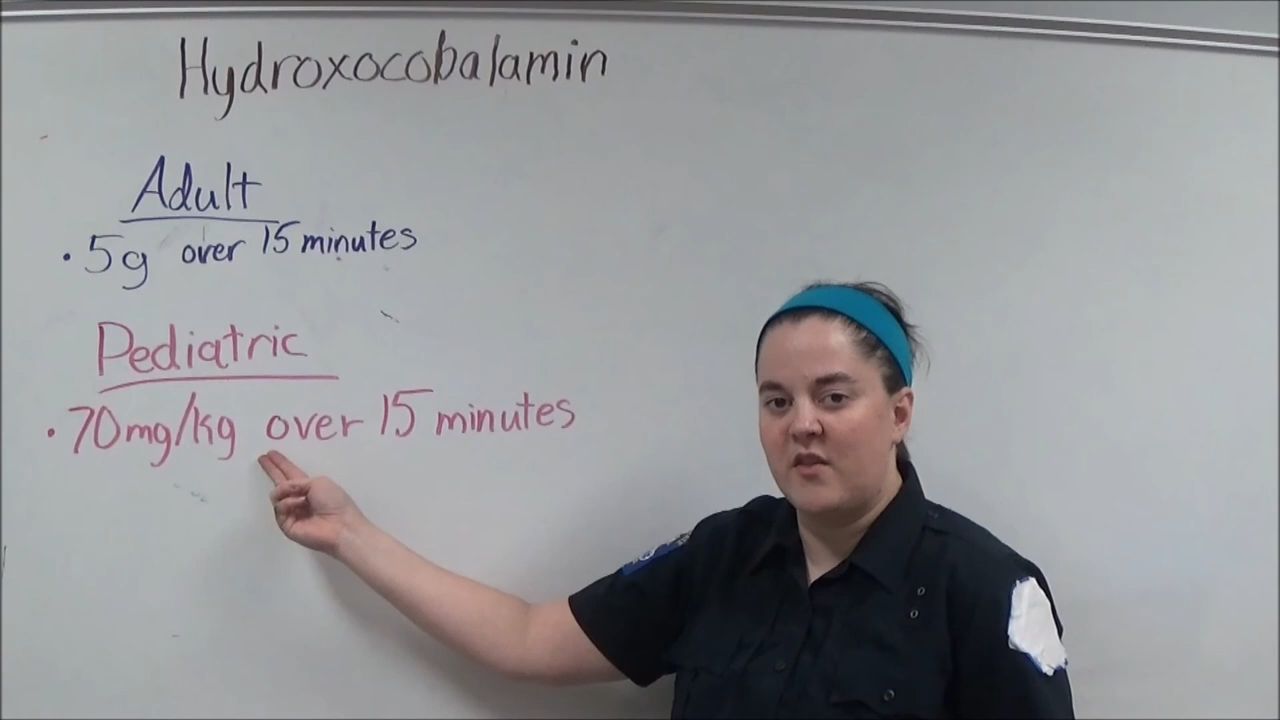 Hydroxocobalamin
Adult
• 5g over 15 minutes
Pediatric
• 70mg/kg over 15 minutes